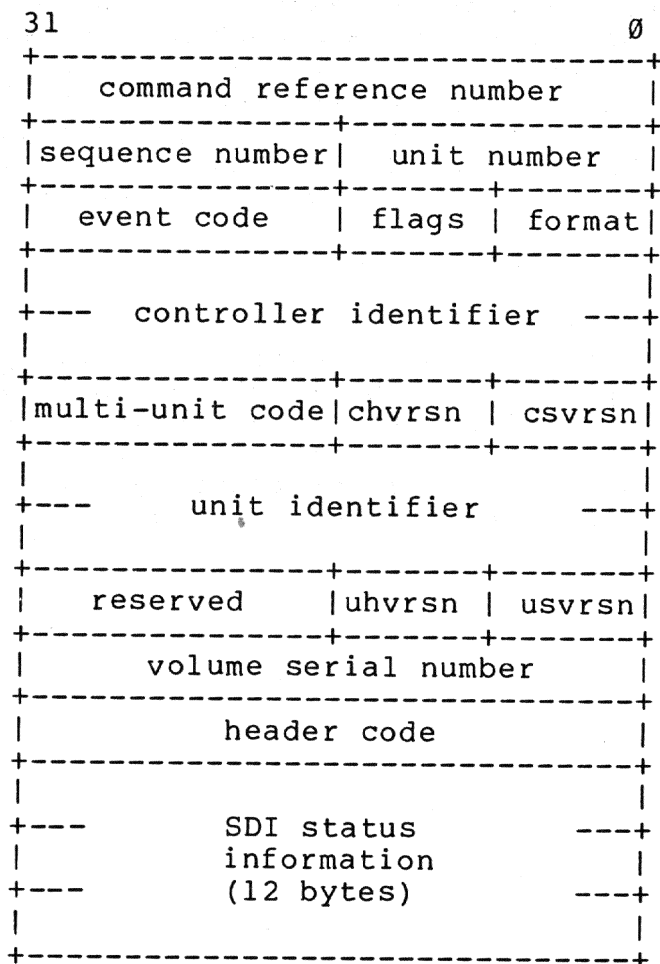 31 0
command reference number
sequence number unit number
event code flags format
controller identifier
multi-unit code chvrsn csvrsn
unit identifier
reserved uhvrsn usvrsn
volume serial number
header code
SDI status
information
(12 bytes)